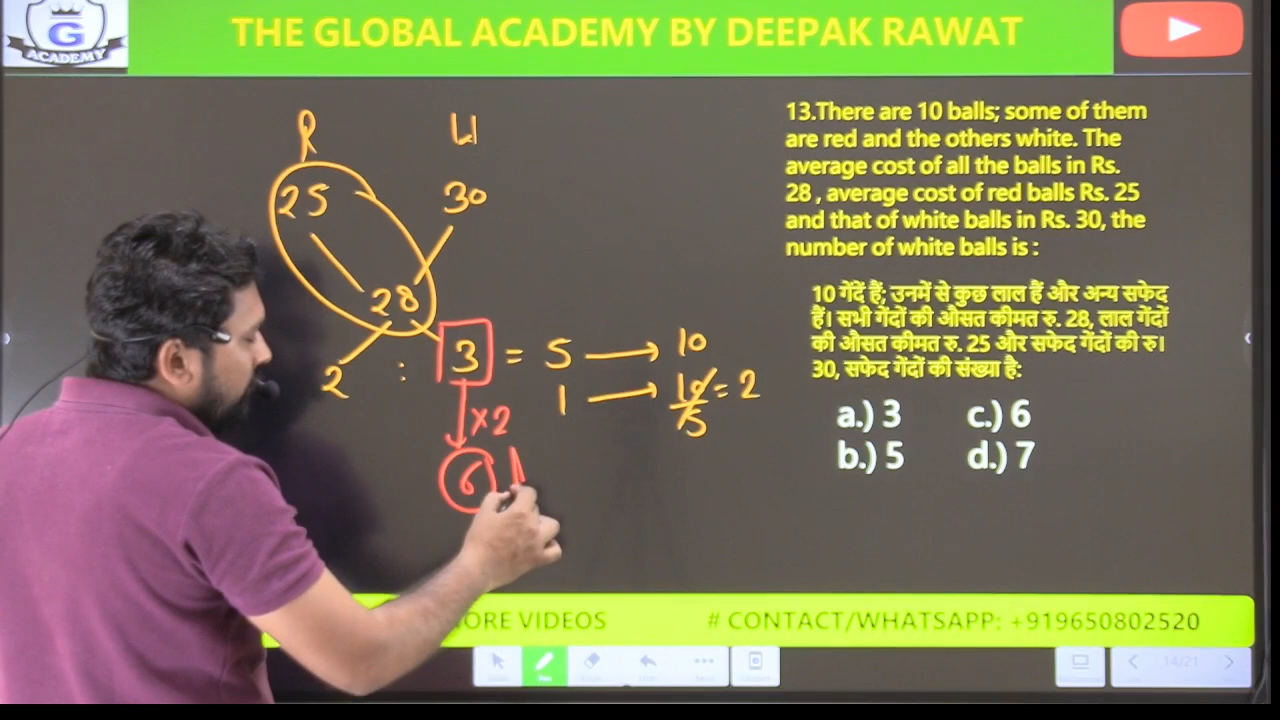 G
ACADEMY
THE GLOBAL ACADEMY BY DEEPAK RAWAT
R W
25 30
28
2 : 3 = 5 → 10
1 → 10/5 = 2
×2
6
13.There are 10 balls; some of them
are red and the others white. The
average cost of all the balls in Rs.
28 , average cost of red balls Rs. 25
and that of white balls in Rs. 30, the
number of white balls is :
10 गेंदें हैं; उनमें से कुछ लाल हैं और अन्य सफेद
हैं। सभी गेंदों की औसत कीमत रु. 28, लाल गेंदों
की औसत कीमत रु. 25 और सफेद गेंदों की रु।
30, सफेद गेंदों की संख्या है:
a.) 3 c.) 6
b.) 5 d.) 7
MORE VIDEOS # CONTACT/WHATSAPP: +919650802520
14/21